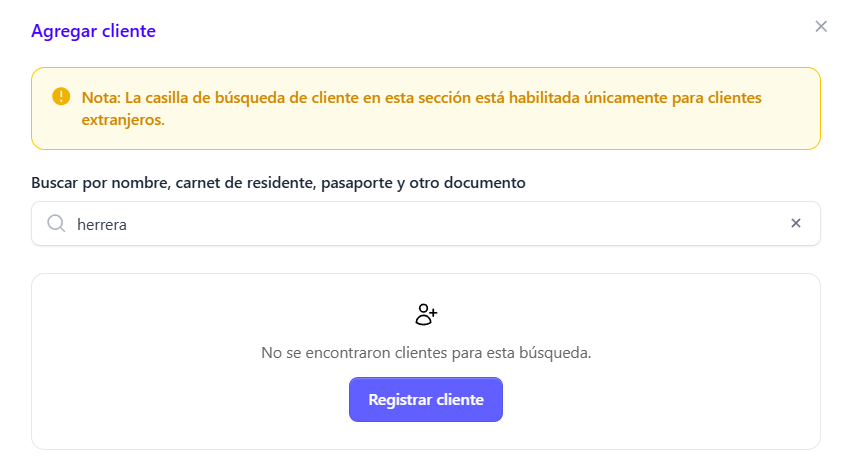 Agregar cliente
Nota: La casilla de búsqueda de cliente en esta sección está habilitada únicamente para clientes
extranjeros.
Buscar por nombre, carnet de residente, pasaporte y otro documento
herrera
No se encontraron clientes para esta búsqueda.
Registrar cliente